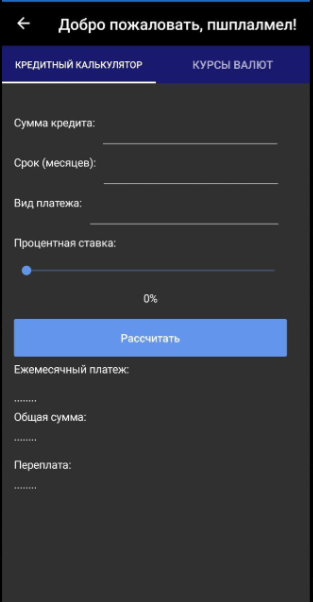 Добро пожаловать, пшплалмел!
КРЕДИТНЫЙ КАЛЬКУЛЯТОР КУРСЫ ВАЛЮТ
Сумма кредита:
Срок (месяцев):
Вид платежа:
Процентная ставка:
0%
Рассчитать
Ежемесячный платеж:
........
Общая сумма:
........
Переплата:
........